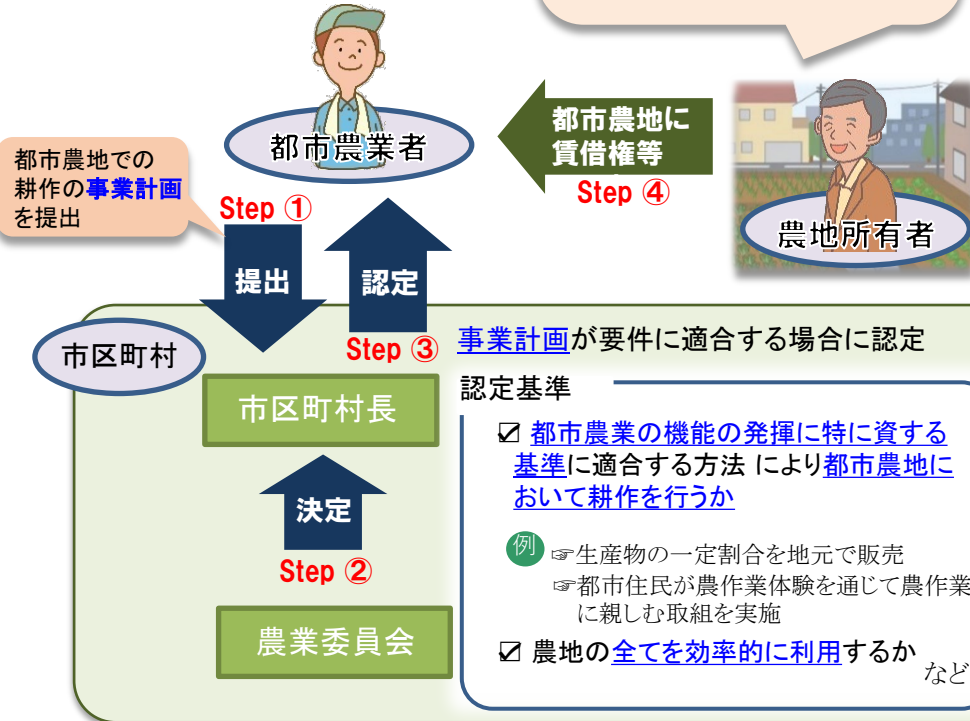 都市農業者
都市農地に
賃借権等
Step ④
農地所有者
都市農地での
耕作の事業計画
を提出
Step ①
提出
認定
Step ③
市区町村
市区町村長
決定
Step ②
農業委員会
事業計画が要件に適合する場合に認定
認定基準
☑ 都市農業の機能の発揮に特に資する
基準に適合する方法 により都市農地に
おいて耕作を行うか
例 ☞生産物の一定割合を地元で販売
☞都市住民が農作業体験を通じて農作業
に親しむ取組を実施
☑ 農地の全てを効率的に利用するか
など